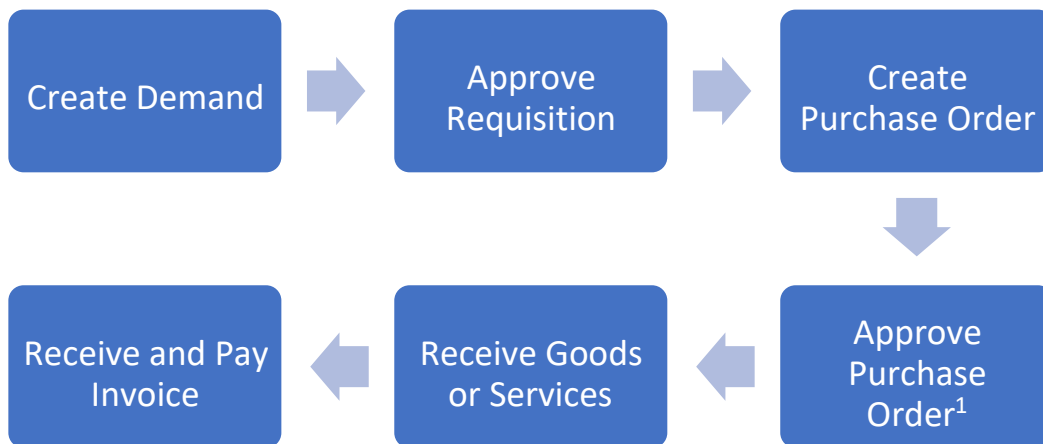 Create Demand
Approve
Requisition
Create
Purchase Order
Approve
Purchase
Order¹
Receive Goods
or Services
Receive and Pay
Invoice